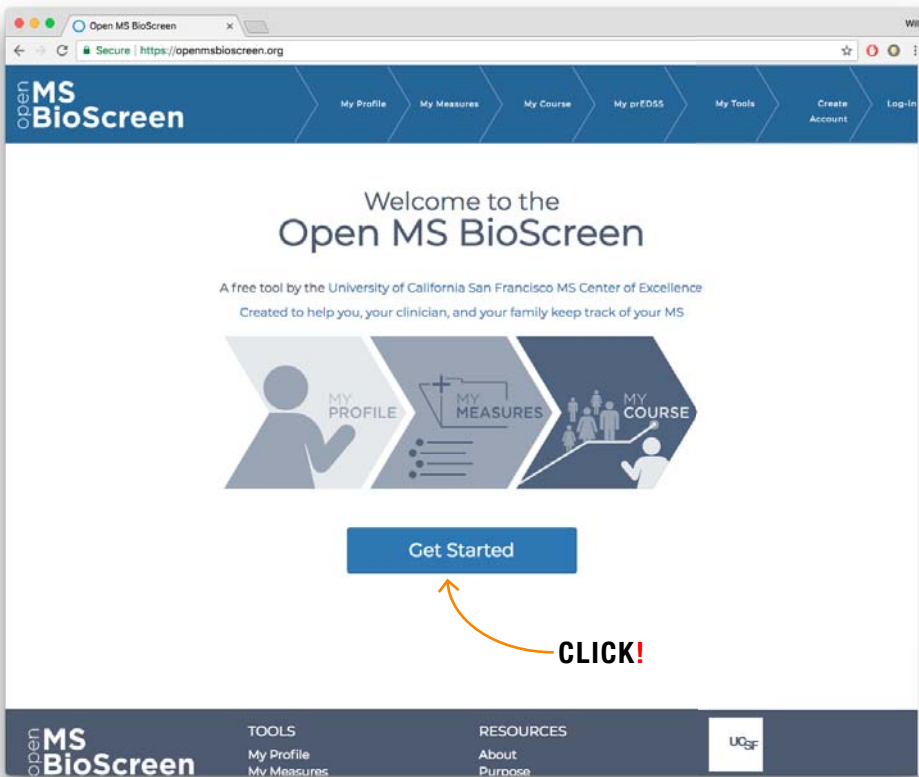 Open MS BioScreen
Secure | https://openmsbioscreen.org
open MS BioScreen
My Profile
My Measures
My Course
My prEDSS
My Tools
Create Account
Log-In
Welcome to the
Open MS BioScreen
A free tool by the University of California San Francisco MS Center of Excellence
Created to help you, your clinician, and your family keep track of your MS
MY PROFILE
MY MEASURES
MY COURSE
Get Started
CLICK!
open MS BioScreen
TOOLS
My Profile
My Measures
RESOURCES
About
Purpose
UCSF